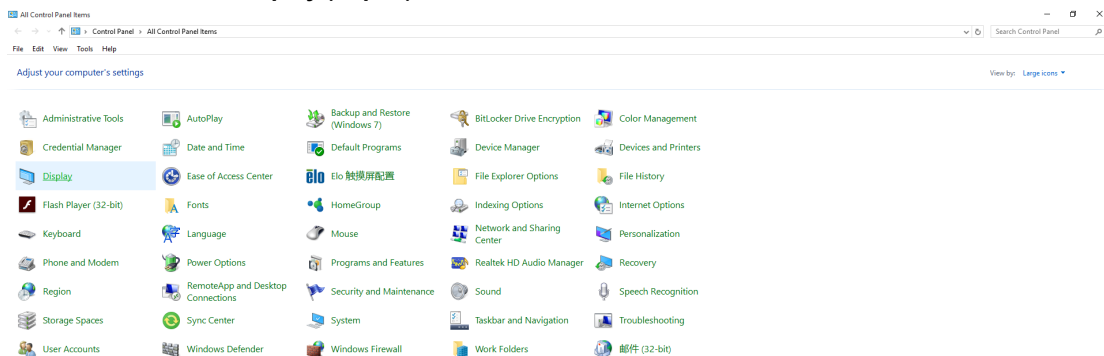 All Control Panel Items
Control Panel > All Control Panel Items
Search Control Panel
File Edit View Tools Help
Adjust your computer's settings
View by: Large icons
Administrative Tools
AutoPlay
Backup and Restore
(Windows 7)
BitLocker Drive Encryption
Color Management
Credential Manager
Date and Time
Default Programs
Device Manager
Devices and Printers
Display
Ease of Access Center
elo Elo 触摸屏配置
File Explorer Options
File History
Flash Player (32-bit)
Fonts
HomeGroup
Indexing Options
Internet Options
Keyboard
Language
Mouse
Network and Sharing
Center
Personalization
Phone and Modem
Power Options
Programs and Features
Realtek HD Audio Manager
Recovery
Region
RemoteApp and Desktop
Connections
Security and Maintenance
Sound
Speech Recognition
Storage Spaces
Sync Center
System
Taskbar and Navigation
Troubleshooting
User Accounts
Windows Defender
Windows Firewall
Work Folders
邮件 (32-bit)